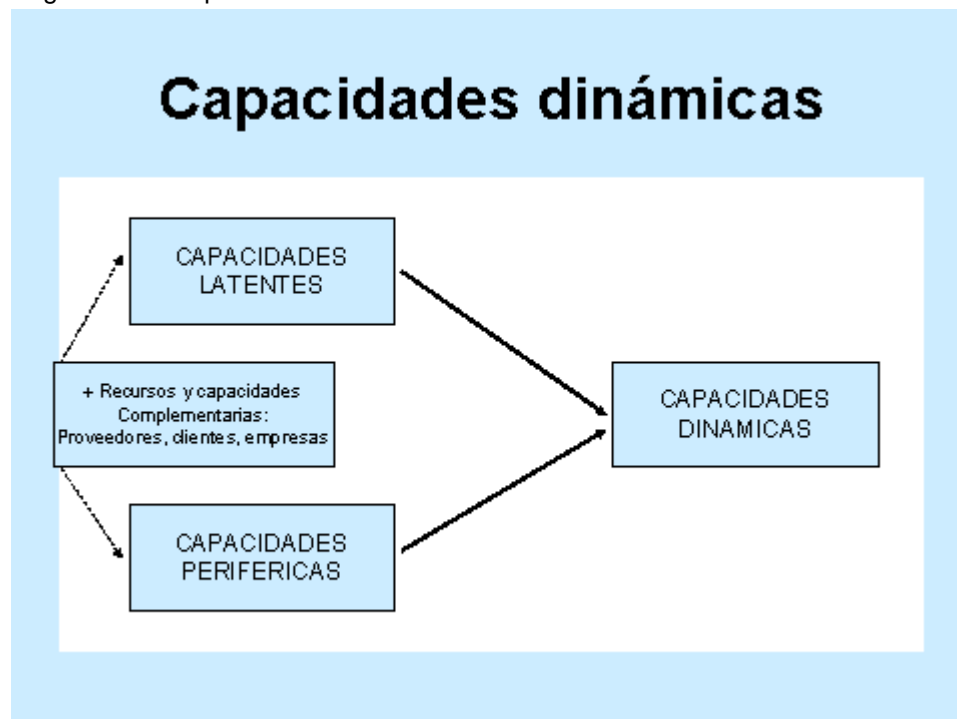 Capacidades dinámicas
CAPACIDADES
LATENTES
+ Recursos y capacidades
Complementarias:
Proveedores, clientes, empresas
CAPACIDADES
DINAMICAS
CAPACIDADES
PERIFERICAS